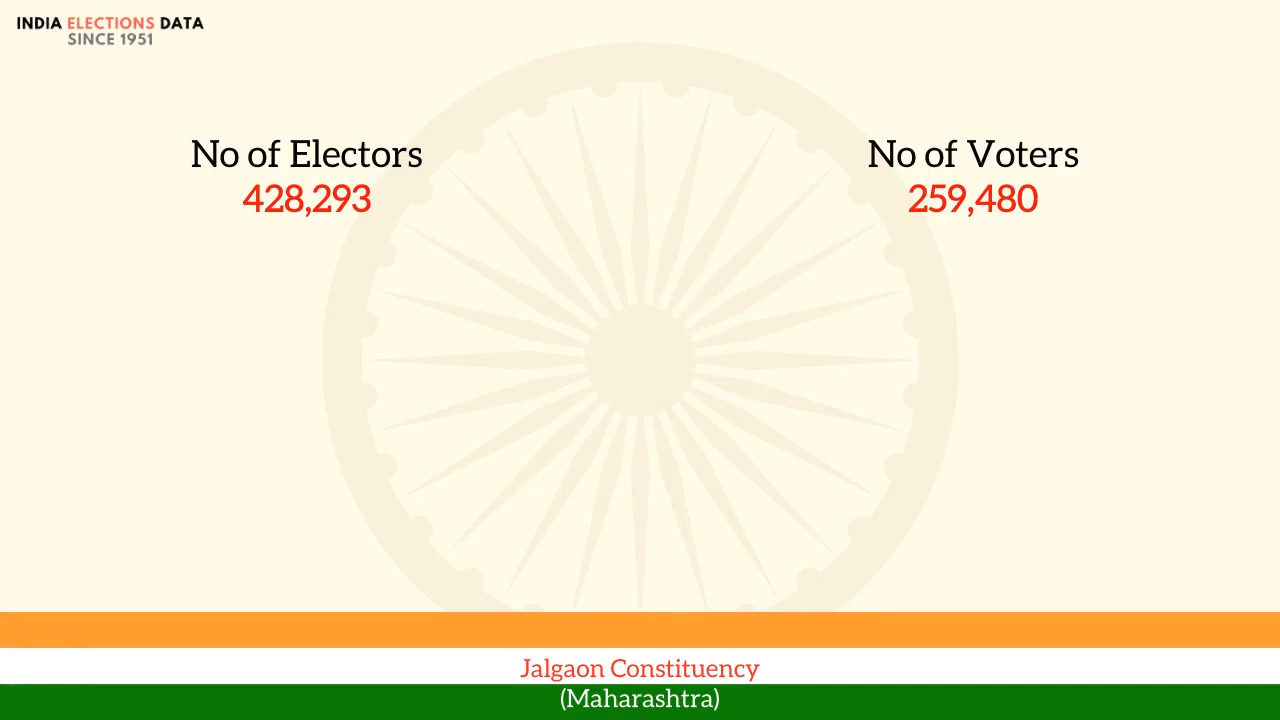 INDIA ELECTIONS DATA
SINCE 1951
No of Electors
428,293
No of Voters
259,480
Jalgaon Constituency
(Maharashtra)